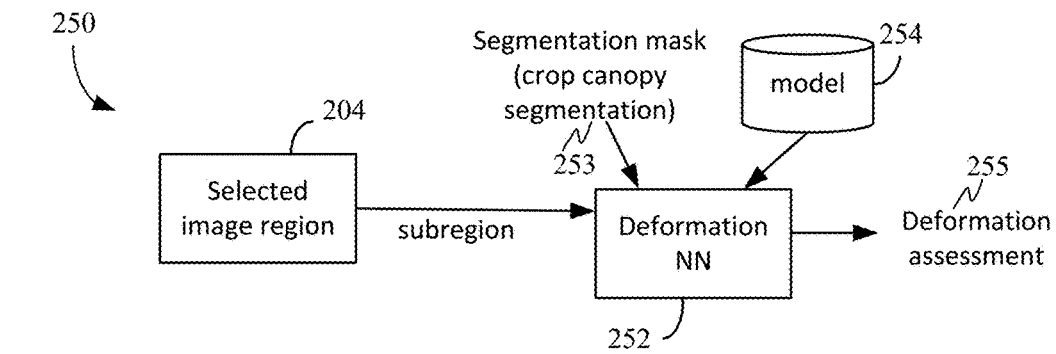 250
Segmentation mask
(crop canopy
segmentation)
253
model
254
204
Selected
image region
subregion
Deformation
NN
252
255
Deformation
assessment